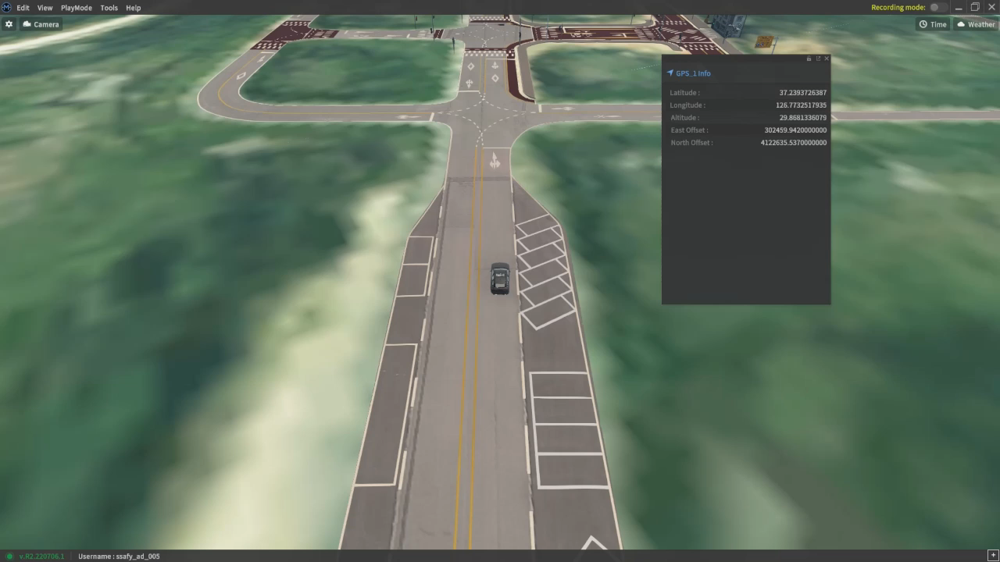 Edit View PlayMode Tools Help
Recording mode:
Camera
Time
Weather
GPS_1 Info
Latitude : 37.2393726387
Longitude : 126.7732517935
Altitude : 29.8681336079
East Offset : 302459.9420000000
North Offset : 4122635.5370000000
v.R2.220706.1 Username : ssafy_ad_005